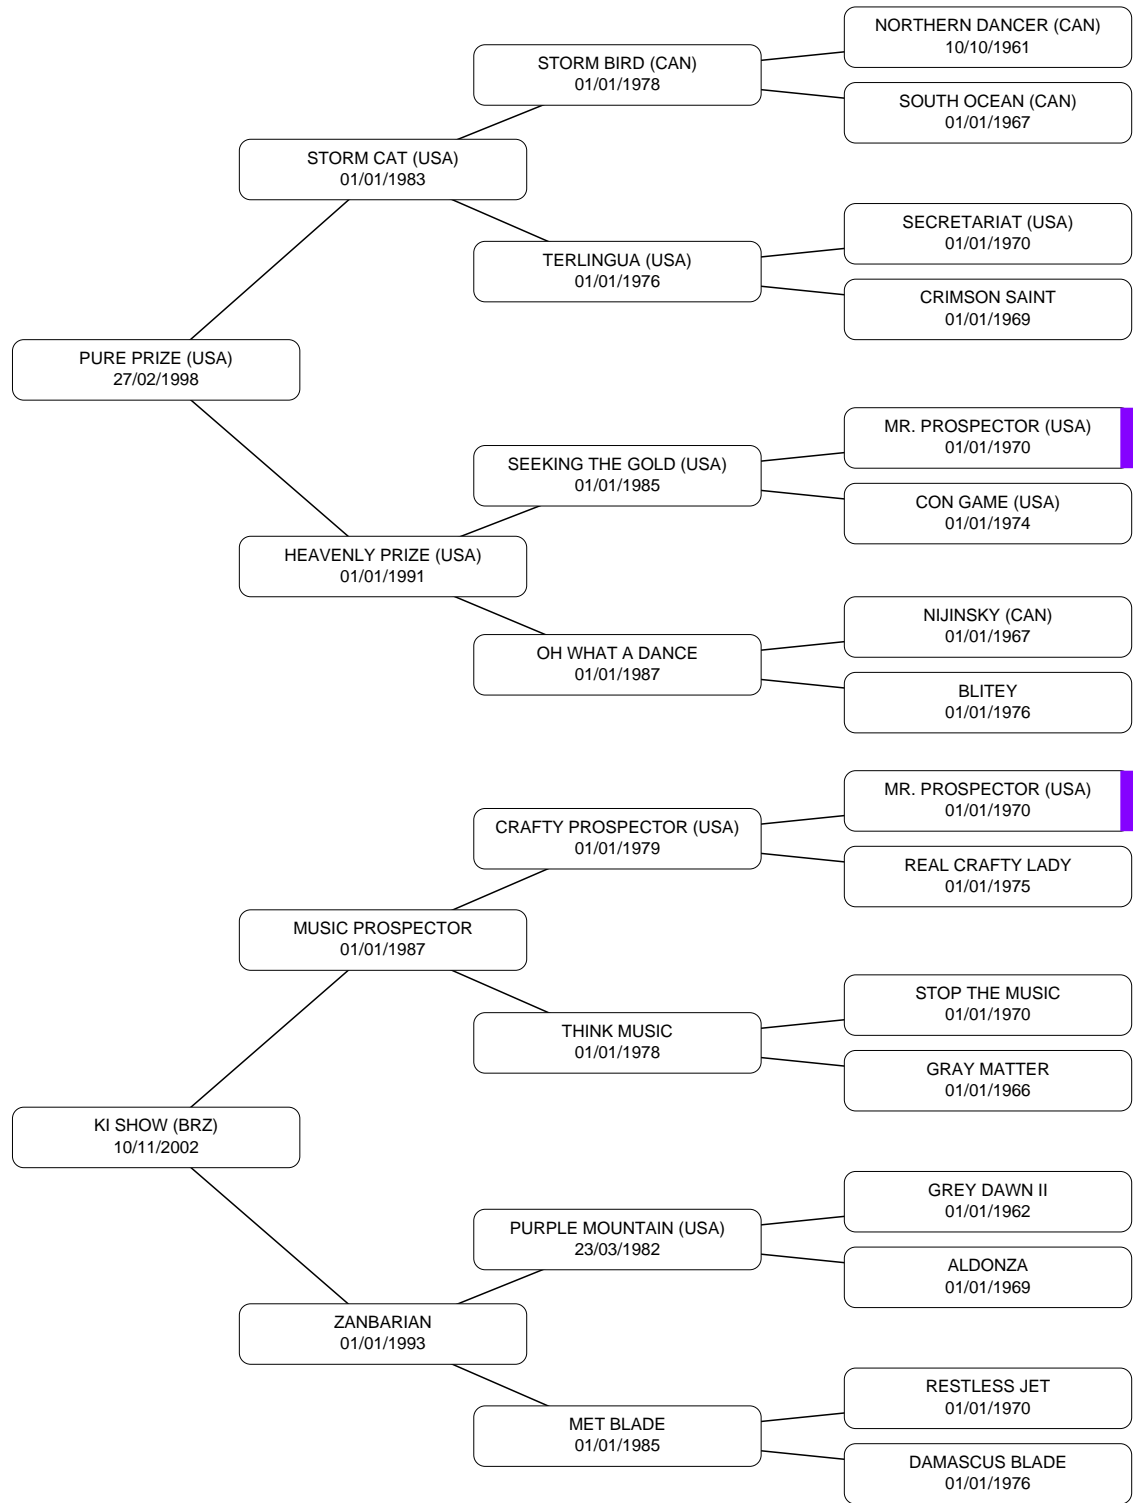 NORTHERN DANCER (CAN)
10/10/1961
STORM BIRD (CAN)
01/01/1978
SOUTH OCEAN (CAN)
01/01/1967
STORM CAT (USA)
01/01/1983
SECRETARIAT (USA)
01/01/1970
TERLINGUA (USA)
01/01/1976
CRIMSON SAINT
01/01/1969
PURE PRIZE (USA)
27/02/1998
MR. PROSPECTOR (USA)
01/01/1970
SEEKING THE GOLD (USA)
01/01/1985
CON GAME (USA)
01/01/1974
HEAVENLY PRIZE (USA)
01/01/1991
NIJINSKY (CAN)
01/01/1967
OH WHAT A DANCE
01/01/1987
BLITEY
01/01/1976
MR. PROSPECTOR (USA)
01/01/1970
CRAFTY PROSPECTOR (USA)
01/01/1979
REAL CRAFTY LADY
01/01/1975
MUSIC PROSPECTOR
01/01/1987
STOP THE MUSIC
01/01/1970
THINK MUSIC
01/01/1978
GRAY MATTER
01/01/1966
KI SHOW (BRZ)
10/11/2002
GREY DAWN II
01/01/1962
PURPLE MOUNTAIN (USA)
23/03/1982
ALDONZA
01/01/1969
ZANBARIAN
01/01/1993
RESTLESS JET
01/01/1970
MET BLADE
01/01/1985
DAMASCUS BLADE
01/01/1976